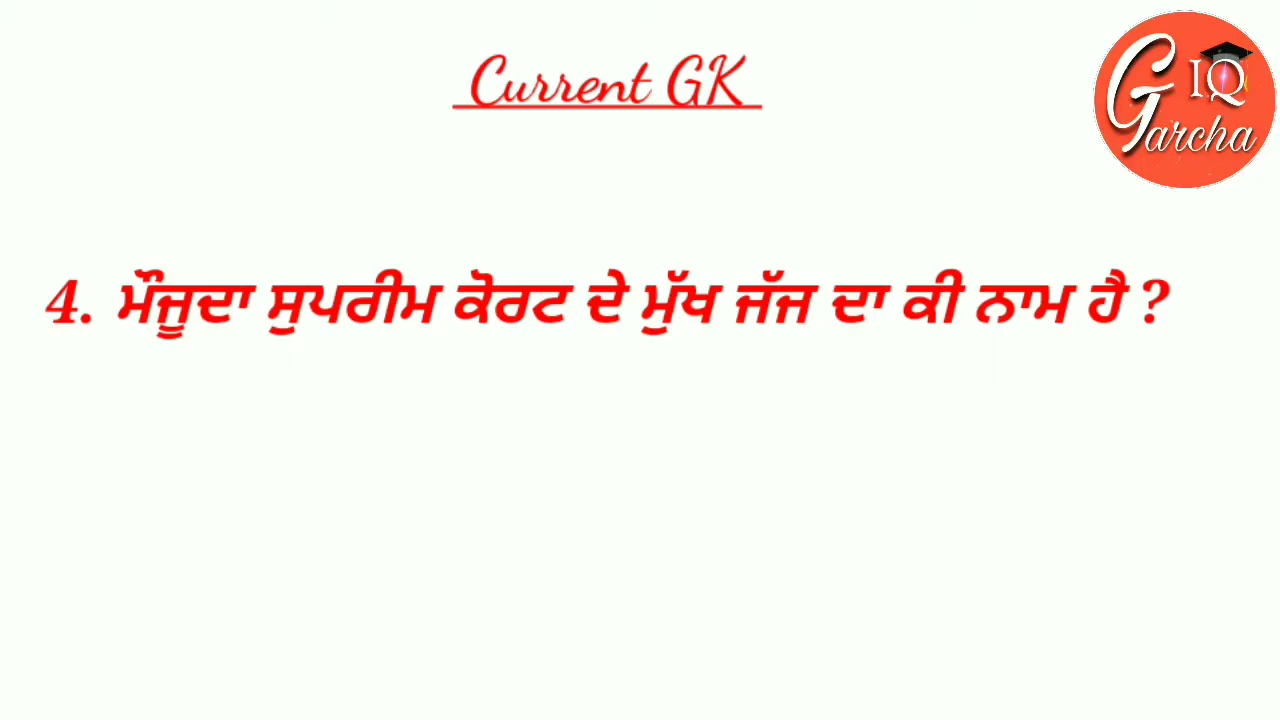 Current GK
IQ
Garcha
4. ਮੌਜੂਦਾ ਸੁਪਰੀਮ ਕੋਰਟ ਦੇ ਮੁੱਖ ਜੱਜ ਦਾ ਕੀ ਨਾਮ ਹੈ ?